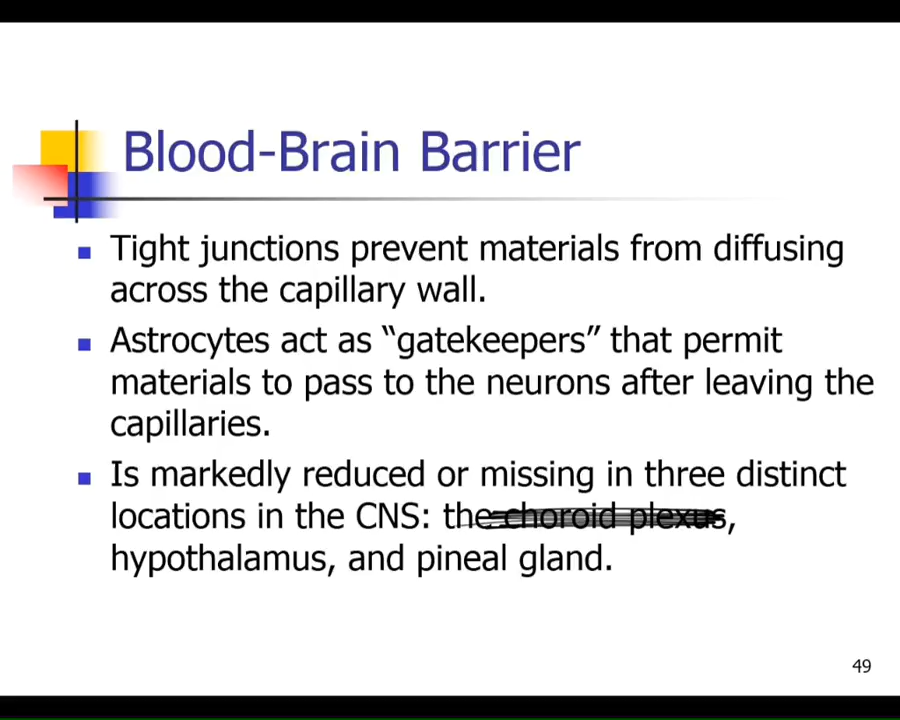 Blood-Brain Barrier
Tight junctions prevent materials from diffusing
across the capillary wall.
Astrocytes act as “gatekeepers” that permit
materials to pass to the neurons after leaving the
capillaries.
Is markedly reduced or missing in three distinct
locations in the CNS: the choroid plexus,
hypothalamus, and pineal gland.
49